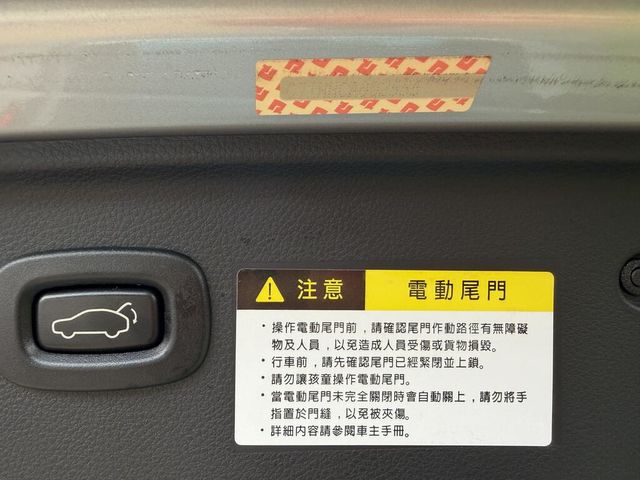 注意 電動尾門
・操作電動尾門前，請確認尾門作動路徑有無障礙
物及人員，以免造成人員受傷或貨物損毀。
・行車前，請先確認尾門已經緊閉並上鎖。
・請勿讓孩童操作電動尾門。
・當電動尾門未完全關閉時會自動關上，請勿將手
指置於門縫，以免被夾傷。
・詳細内容請參閱車主手冊。